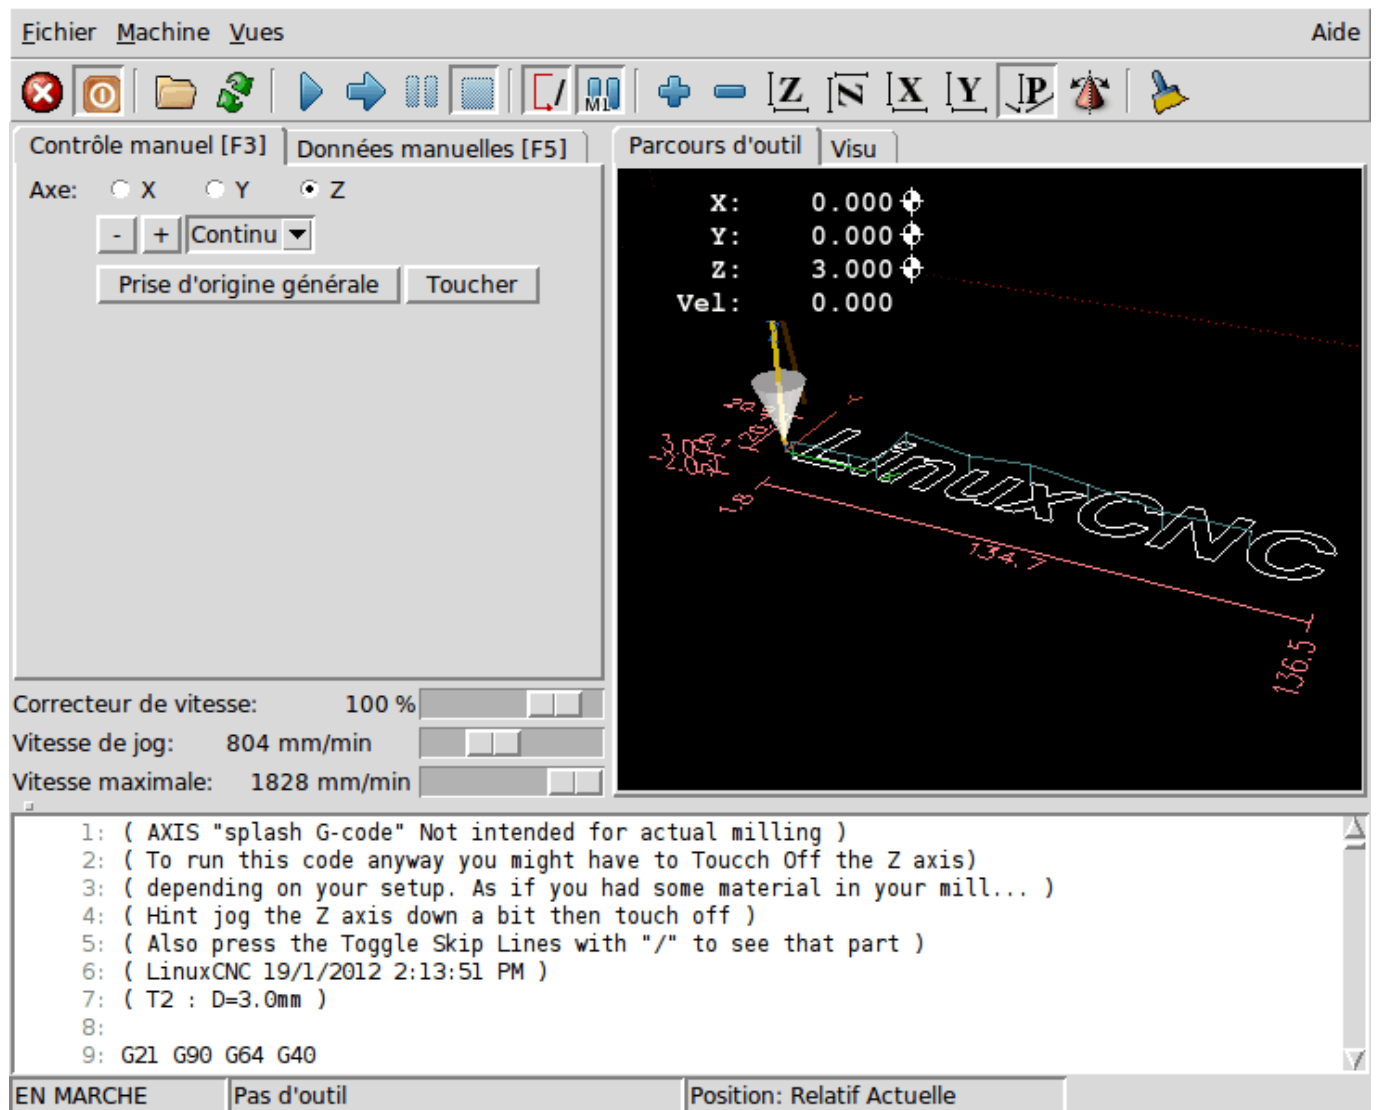 Fichier Machine Vues Aide
Z N X Y P
M1
Contrôle manuel [F3] Données manuelles [F5] Parcours d'outil Visu
Axe: X Y Z
- + Continu
Prise d'origine générale Toucher
X: 0.000
Y: 0.000
Z: 3.000
Vel: 0.000
Y
LinuxCNC
1.8
134.7
136.5
Correcteur de vitesse: 100 %
Vitesse de jog: 804 mm/min
Vitesse maximale: 1828 mm/min
1: ( AXIS "splash G-code" Not intended for actual milling )
2: ( To run this code anyway you might have to Toucch Off the Z axis)
3: ( depending on your setup. As if you had some material in your mill... )
4: ( Hint jog the Z axis down a bit then touch off )
5: ( Also press the Toggle Skip Lines with "/" to see that part )
6: ( LinuxCNC 19/1/2012 2:13:51 PM )
7: ( T2 : D=3.0mm )
8:
9: G21 G90 G64 G40
EN MARCHE Pas d'outil Position: Relatif Actuelle